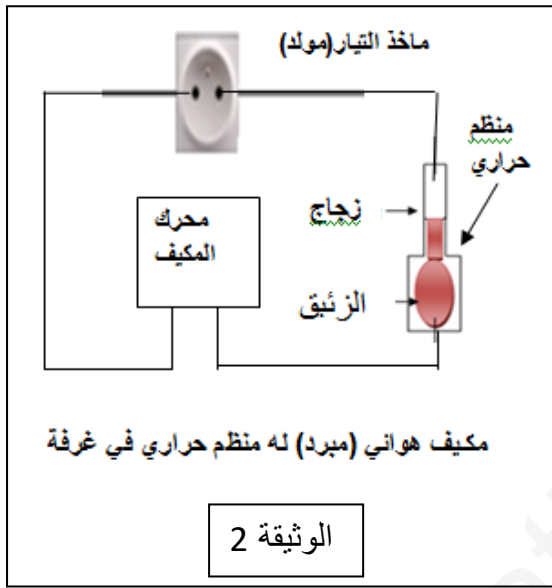 ماخذ التيار(مولد)
منظم
حراري
زجاج
محرك
المكيف
الزئبق
مكيف هوائي (مبرد) له منظم حراري في غرفة
الوثيقة 2